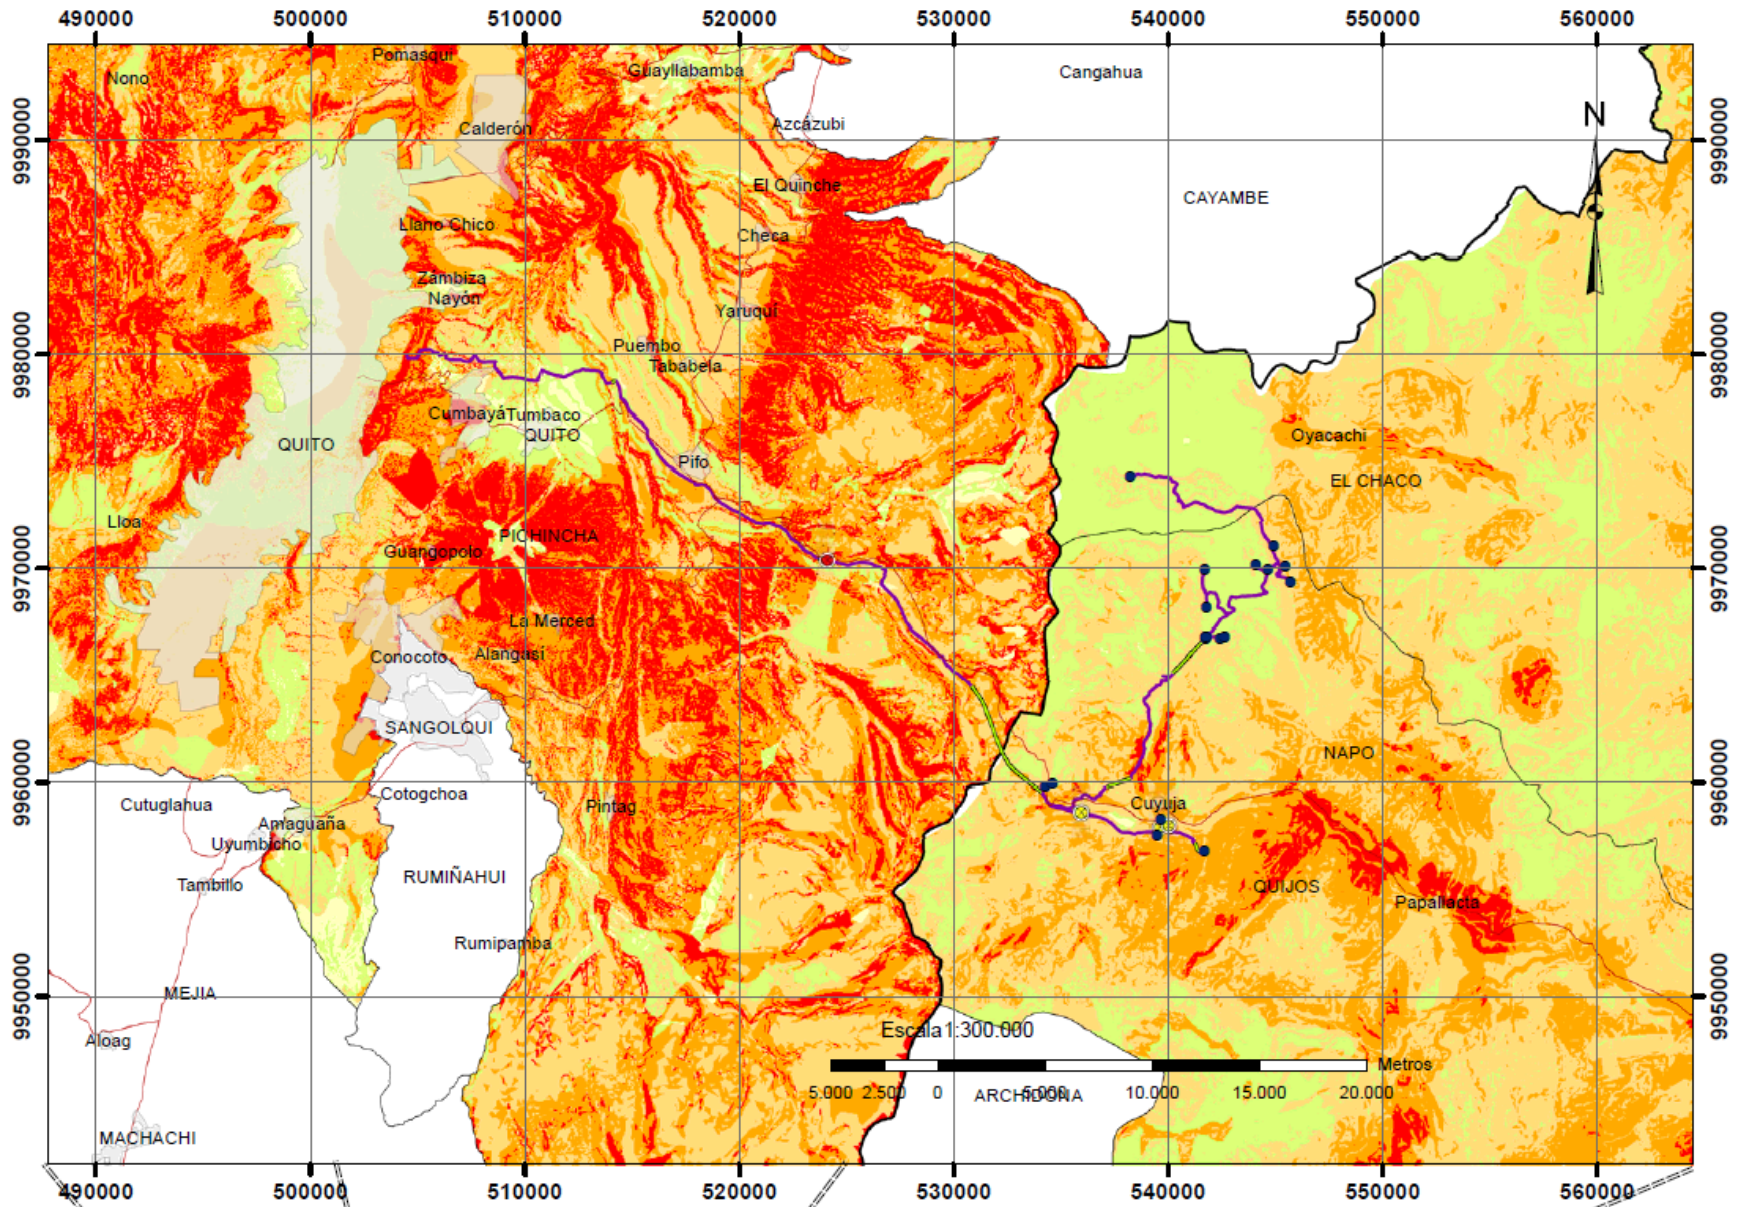 490000 500000 510000 520000 530000 540000 550000 560000
Pomasqui
Nono
Guayllabamba
Cangahua
9990000
9990000
N
Calderón
Azcázubi
El Quinche
CAYAMBE
Llano Chico
Checa
Zámbiza
Nayón
Yaruquí
9980000
9980000
Puembo
Tababela
Cumbayá
Tumbaco
QUITO
QUITO
Oyacachi
Pifo
EL CHACO
Lloa
PICHINCHA
Guangopolo
9970000
9970000
La Merced
Alangasí
Conocoto
SANGOLQUI
NAPO
9960000
9960000
Cutuglahua
Cotogchoa
Pintag
Cuyuja
Amaguaña
Uyumbicho
Tambillo
RUMIÑAHUI
QUIJOS
Papallacta
Rumipamba
MEJIA
9950000
9950000
Escala 1:300.000
Aloag
Metros
5.000 2.500 0 5.000 10.000 15.000 20.000
ARCHIDONA
MACHACHI
490000 500000 510000 520000 530000 540000 550000 560000